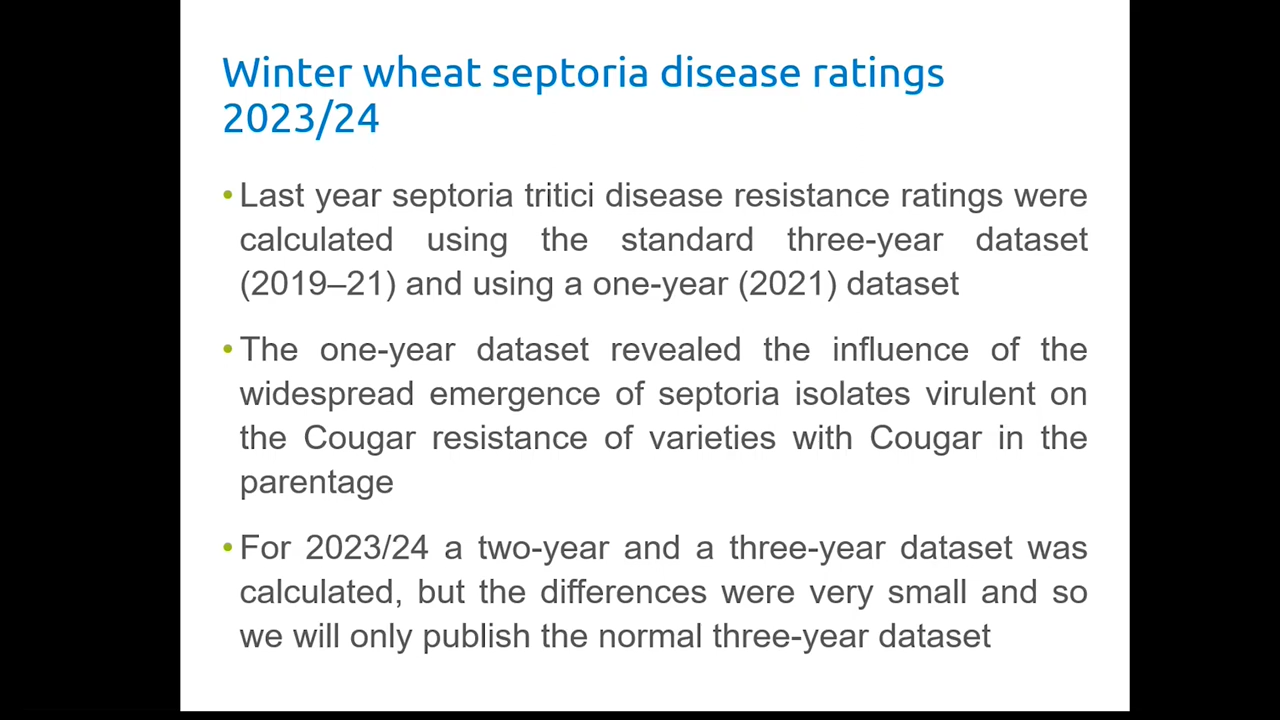 Winter wheat septoria disease ratings
2023/24
•Last year septoria tritici disease resistance ratings were
calculated using the standard three-year dataset
(2019–21) and using a one-year (2021) dataset
•The one-year dataset revealed the influence of the
widespread emergence of septoria isolates virulent on
the Cougar resistance of varieties with Cougar in the
parentage
•For 2023/24 a two-year and a three-year dataset was
calculated, but the differences were very small and so
we will only publish the normal three-year dataset